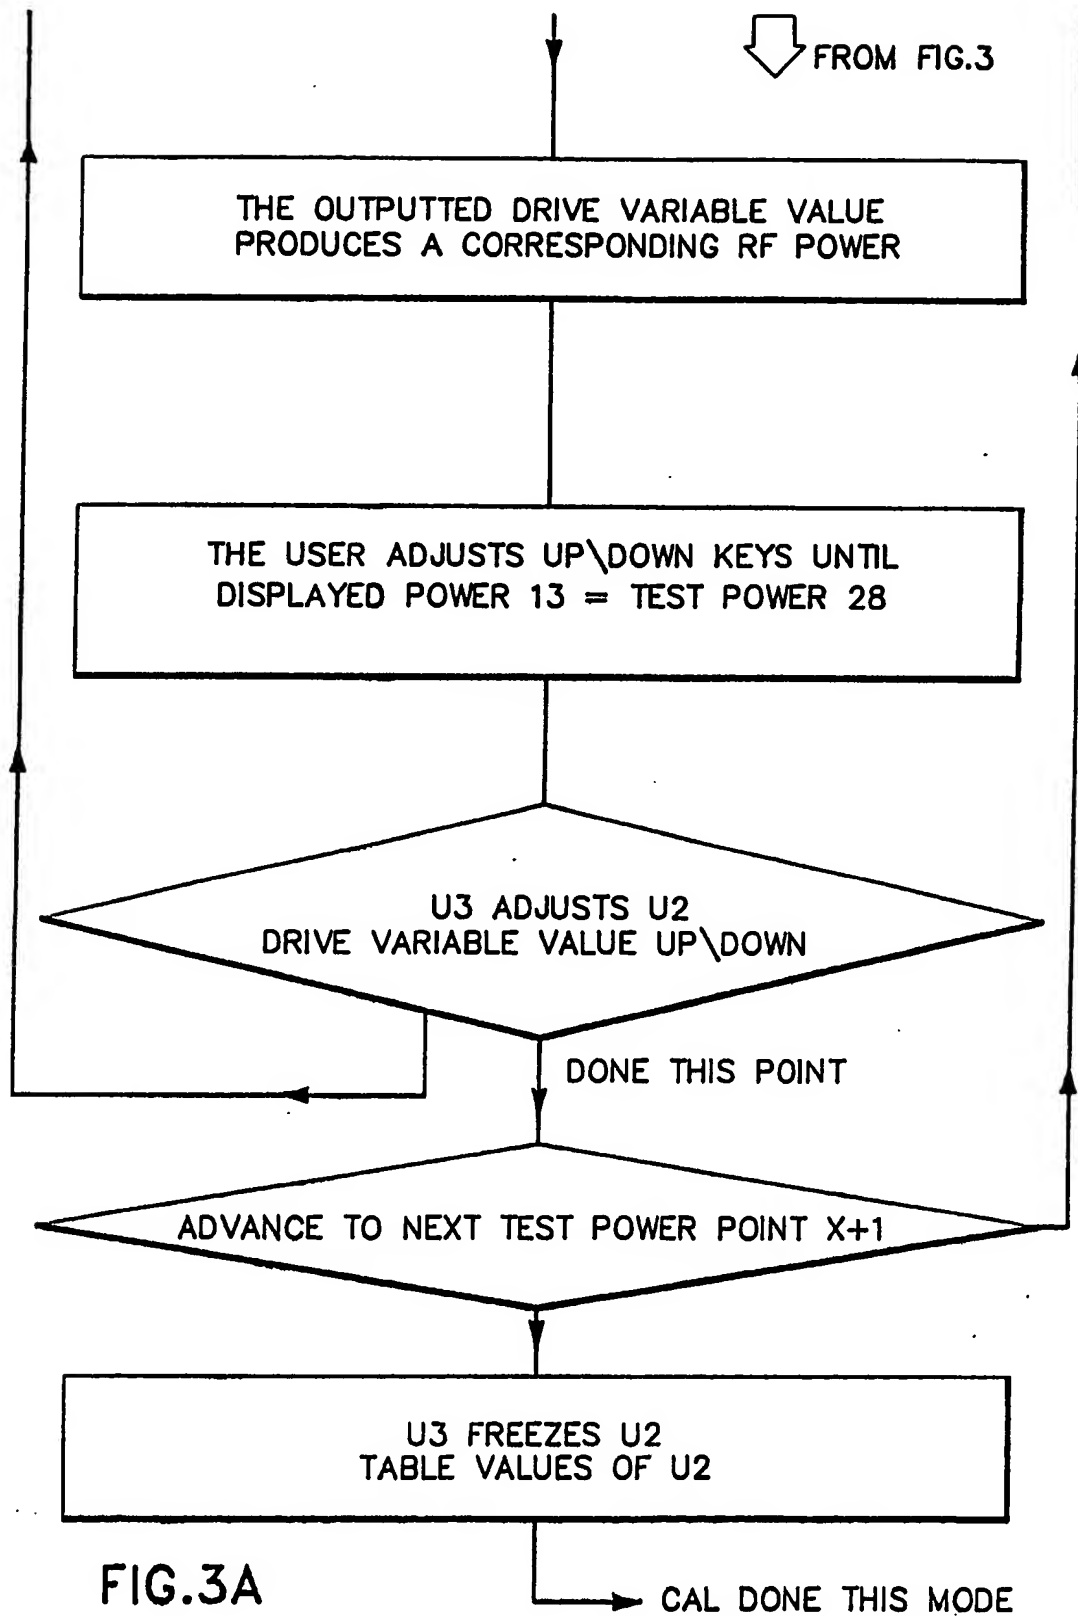 FROM FIG.3
THE OUTPUTTED DRIVE VARIABLE VALUE
PRODUCES A CORRESPONDING RF POWER
THE USER ADJUSTS UP\DOWN KEYS UNTIL
DISPLAYED POWER 13 = TEST POWER 28
U3 ADJUSTS U2
DRIVE VARIABLE VALUE UP\DOWN
DONE THIS POINT
ADVANCE TO NEXT TEST POWER POINT X+1
U3 FREEZES U2
TABLE VALUES OF U2
FIG.3A
CAL DONE THIS MODE